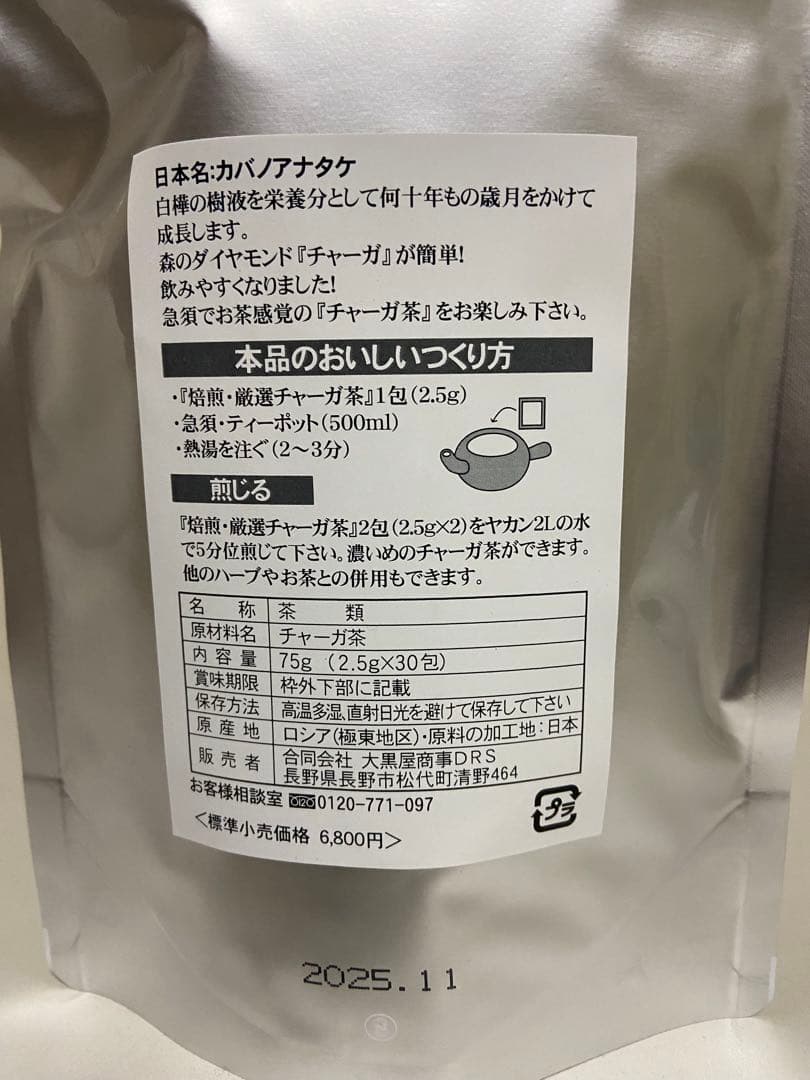 日本名:カバノアナタケ
白樺の樹液を栄養分として何十年もの歳月をかけて
成長します。
森のダイヤモンド『チャーガ』が簡単!
飲みやすくなりました!
急須でお茶感覚の『チャーガ茶』をお楽しみ下さい。
本品のおいしいつくり方
・『焙煎・厳選チャーガ茶』1包(2.5g)
・急須・ティーポット(500ml)
・熱湯を注ぐ(2〜3分)
煎じる
『焙煎・厳選チャーガ茶』2包(2.5g×2)をヤカン2Lの水
で5分位煎じて下さい。濃いめのチャーガ茶ができます。
他のハーブやお茶との併用もできます。
名称 茶類
原材料名 チャーガ茶
内容量 75g (2.5g×30包)
賞味期限 枠外下部に記載
保存方法 高温多湿、直射日光を避けて保存して下さい
原産地 ロシア(極東地区)・原料の加工地:日本
販売者 合同会社 大黒屋商事DRS
長野県長野市松代町清野464
お客様相談室 0120-771-097
プラ
<標準小売価格 6,800円>
2025.11